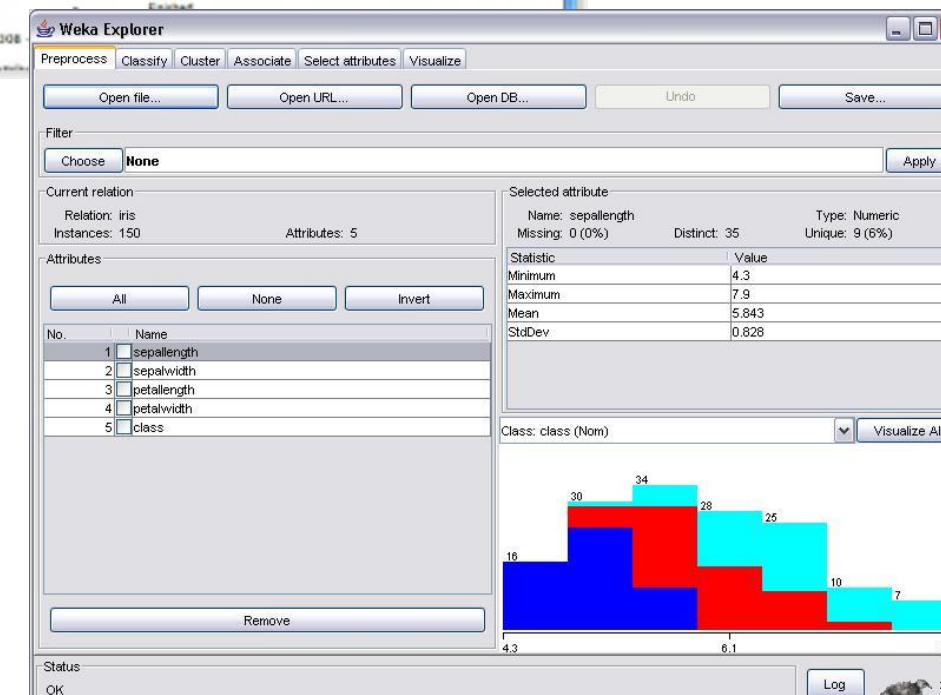 Finished
Weka Explorer
Preprocess Classify Cluster Associate Select attributes Visualize
Open file... Open URL... Open DB... Undo Save...
Filter
Choose None Apply
Current relation
Relation: iris
Instances: 150 Attributes: 5
Attributes
All None Invert
No. Name
1 sepallength
2 sepalwidth
3 petallength
4 petalwidth
5 class
Remove
Selected attribute
Name: sepallength Type: Numeric
Missing: 0 (0%) Distinct: 35 Unique: 9 (6%)
Statistic Value
Minimum 4.3
Maximum 7.9
Mean 5.843
StdDev 0.828
Class: class (Nom) Visualize Al
16 30 34 28 25 10 7
4.3 6.1
Status
OK Log